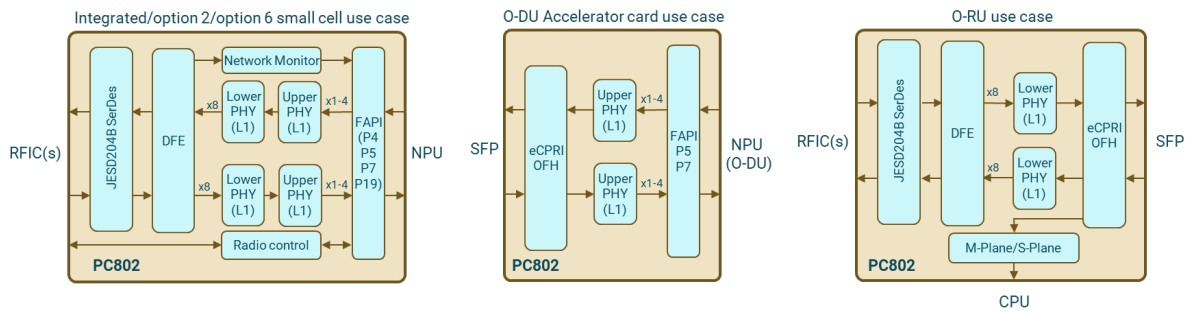 Integrated/option 2/option 6 small cell use case
RFIC(s)
JESD204B SerDes
DFE
Network Monitor
x8
Lower
PHY
(L1)
Upper
PHY
(L1)
x1-4
x8
Lower
PHY
(L1)
Upper
PHY
(L1)
x1-4
Radio control
FAPI
(P4
P5
P7
P19)
NPU
PC802
O-DU Accelerator card use case
SFP
eCPRI
OFH
Upper
PHY
(L1)
x1-4
Upper
PHY
(L1)
x1-4
FAPI
P5
P7
NPU
(O-DU)
PC802
O-RU use case
RFIC(s)
JESD204B SerDes
DFE
x8
Lower
PHY
(L1)
x8
Lower
PHY
(L1)
eCPRI
OFH
SFP
M-Plane/S-Plane
PC802
CPU